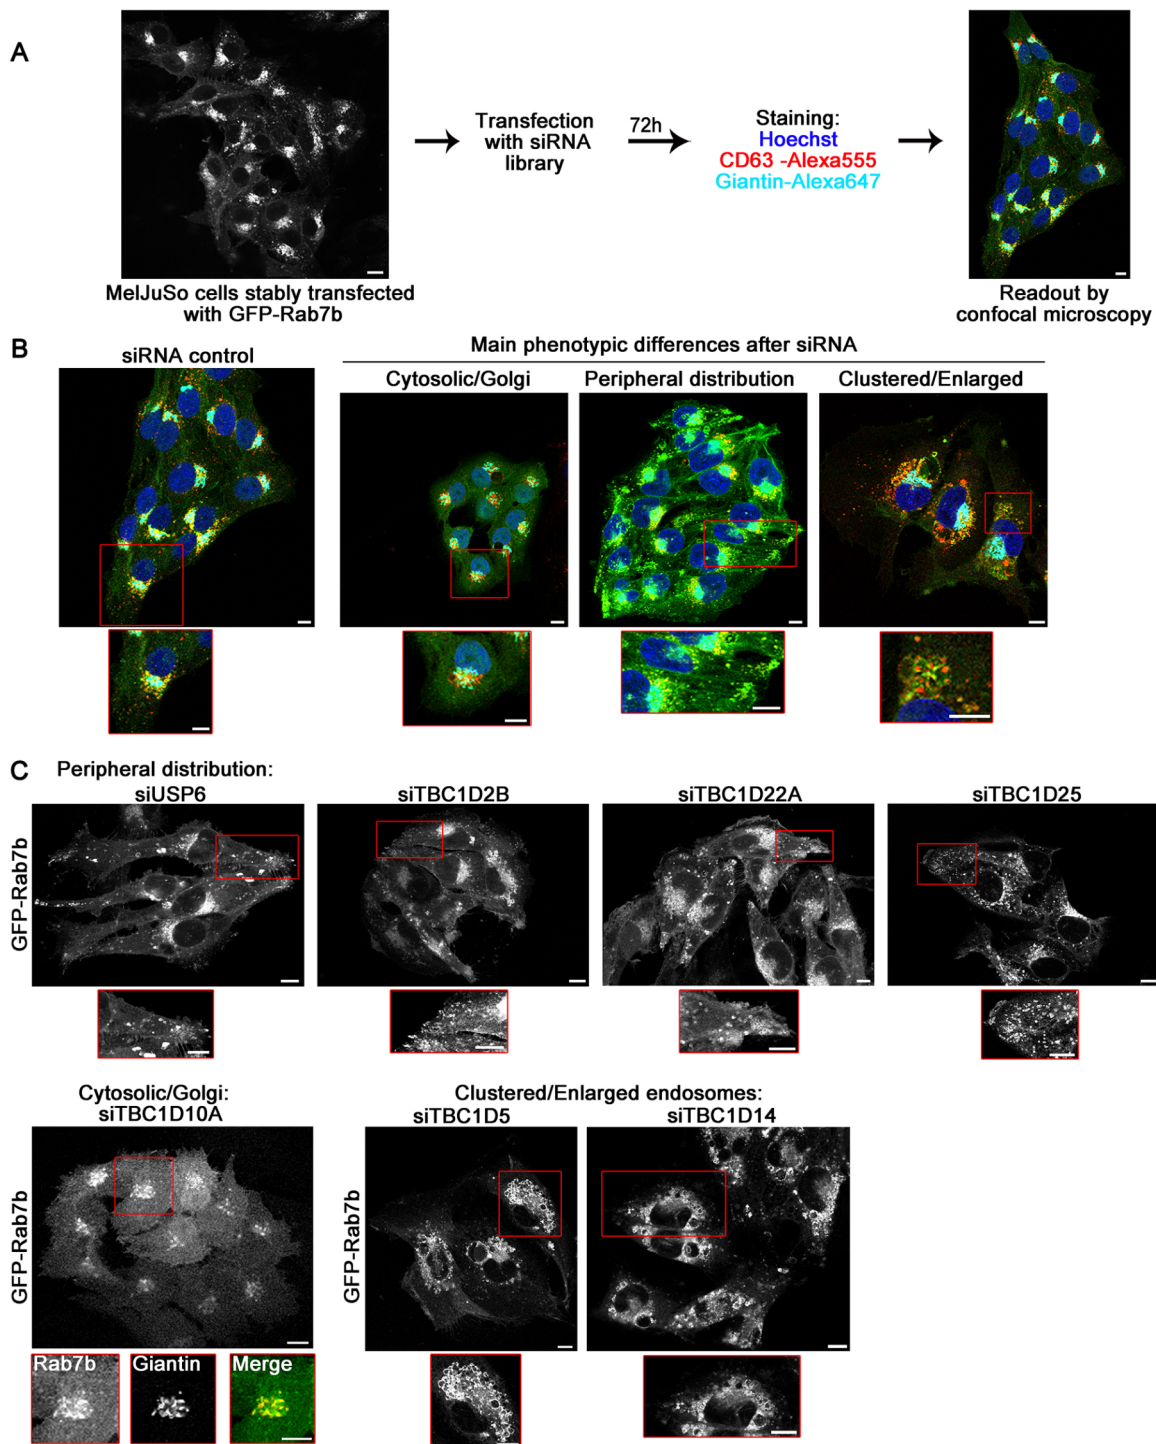 A
MelJuSo cells stably transfected
with GFP-Rab7b
Transfection
with siRNA
library
72h
Staining:
Hoechst
CD63 -Alexa555
Giantin-Alexa647
Readout by
confocal microscopy
B
siRNA control
Main phenotypic differences after siRNA
Cytosolic/Golgi
Peripheral distribution
Clustered/Enlarged
C
Peripheral distribution:
siUSP6
siTBC1D2B
siTBC1D22A
siTBC1D25
GFP-Rab7b
Cytosolic/Golgi:
siTBC1D10A
GFP-Rab7b
Rab7b
Giantin
Merge
Clustered/Enlarged endosomes:
siTBC1D5
siTBC1D14
GFP-Rab7b